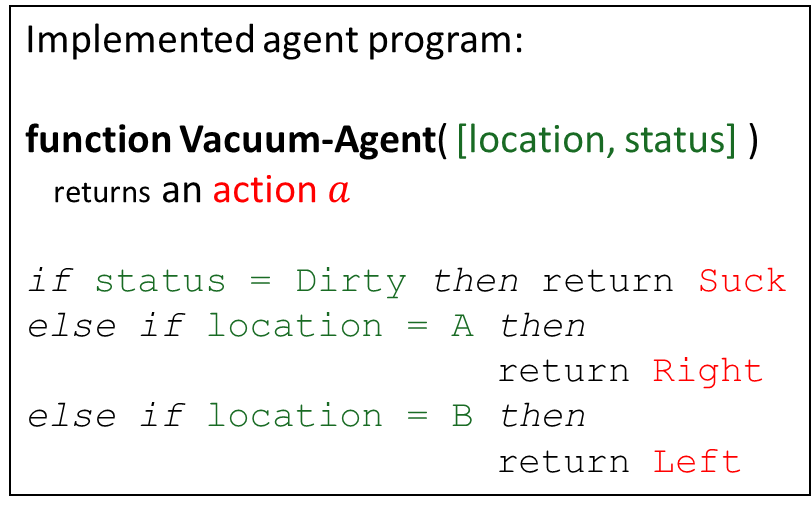 Implemented agent program:
function Vacuum-Agent( [location, status] )
returns an action a
if status = Dirty then return Suck
else if location = A then
return Right
else if location = B then
return Left